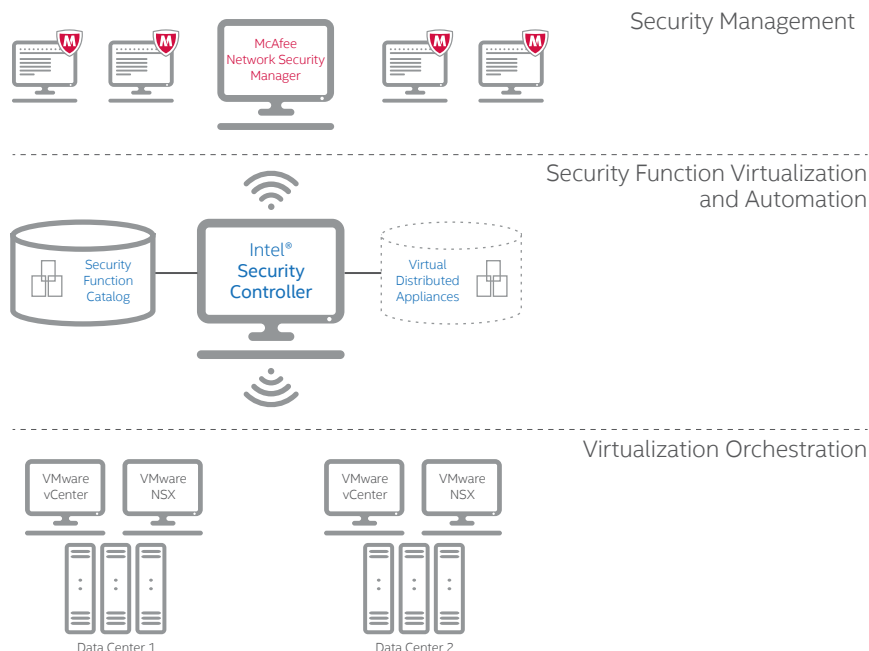 Security Management
M
M
McAfee
Network Security
Manager
M
M
Security Function Virtualization
and Automation
Security
Function
Catalog
Intel®
Security
Controller
Virtual
Distributed
Appliances
Virtualization Orchestration
VMware
vCenter
VMware
NSX
VMware
vCenter
VMware
NSX
Data Center 1
Data Center 2